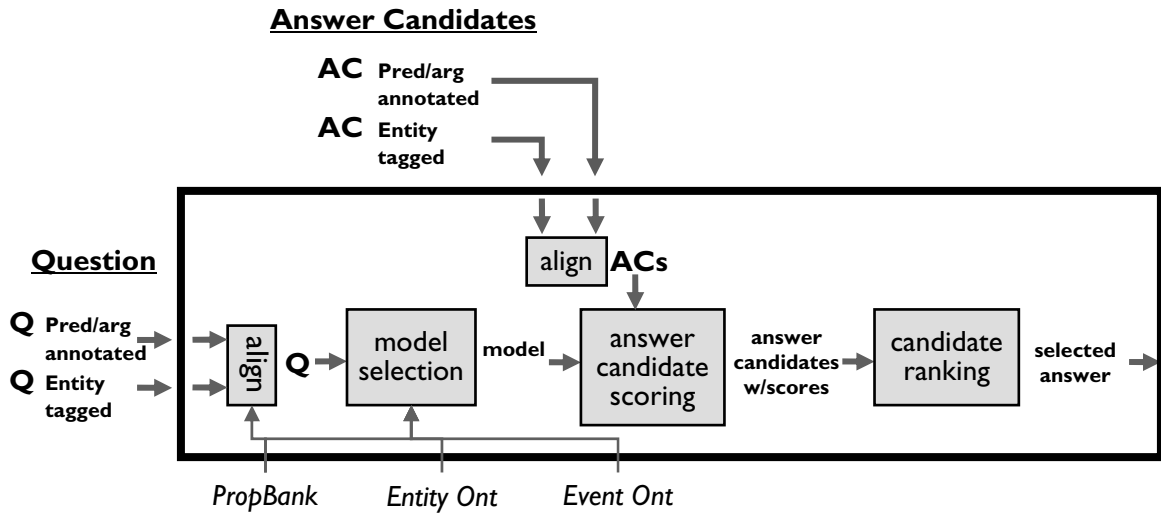 Answer Candidates
AC Pred/arg
annotated
AC Entity
tagged
align
ACs
Question
Q Pred/arg
annotated
Q Entity
tagged
align
Q
model
selection
model
answer
candidate
scoring
answer
candidates
w/scores
candidate
ranking
selected
answer
PropBank
Entity Ont
Event Ont